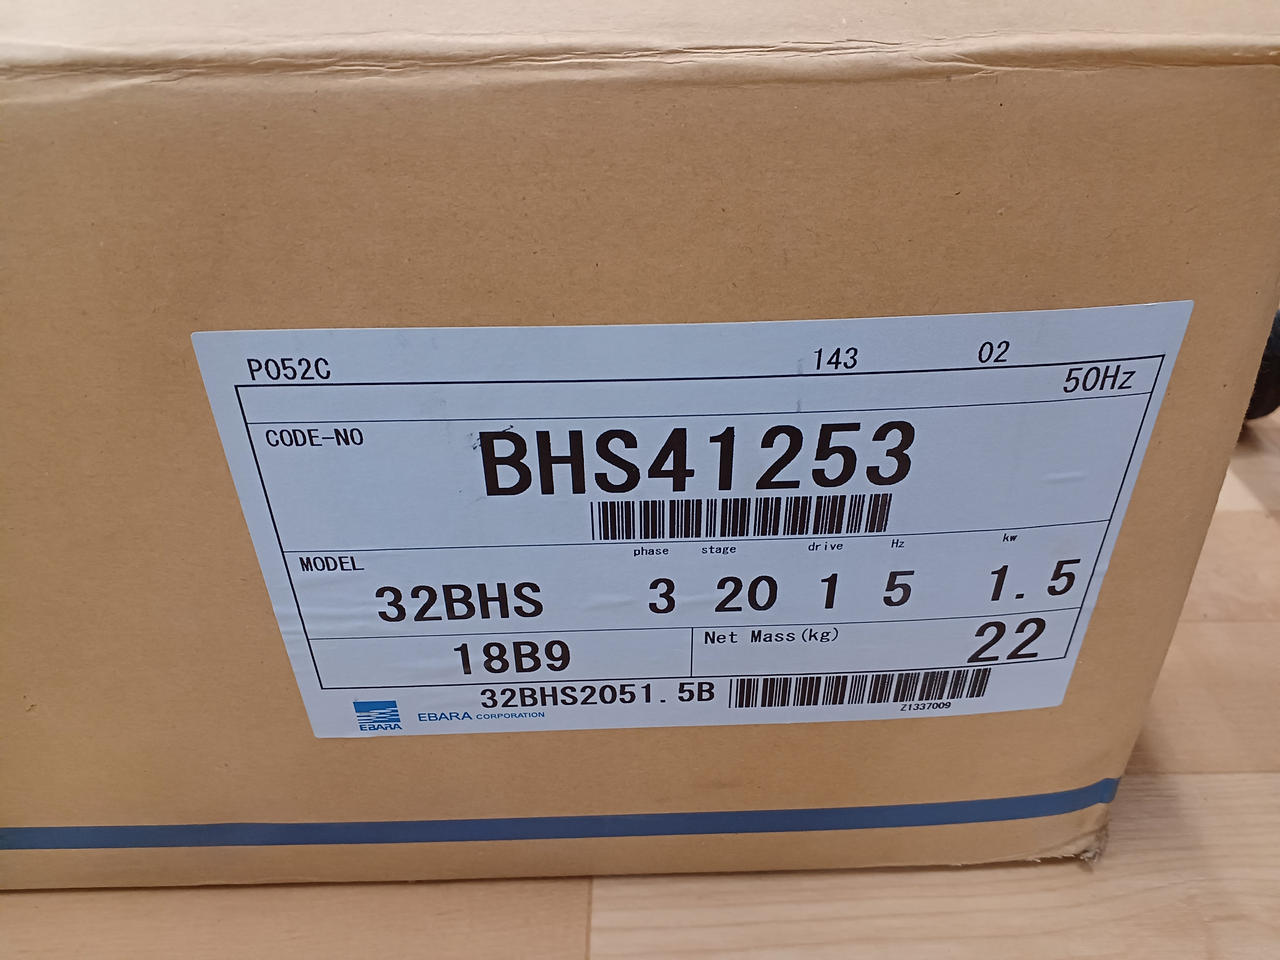 P052C 143 02
50Hz
CODE-NO BHS41253
MODEL phase stage drive Hz kw
32BHS 3 20 1 5 1.5
18B9 Net Mass(kg) 22
32BHS2051.5B
Z1337009
EBARA EBARA CORPORATION